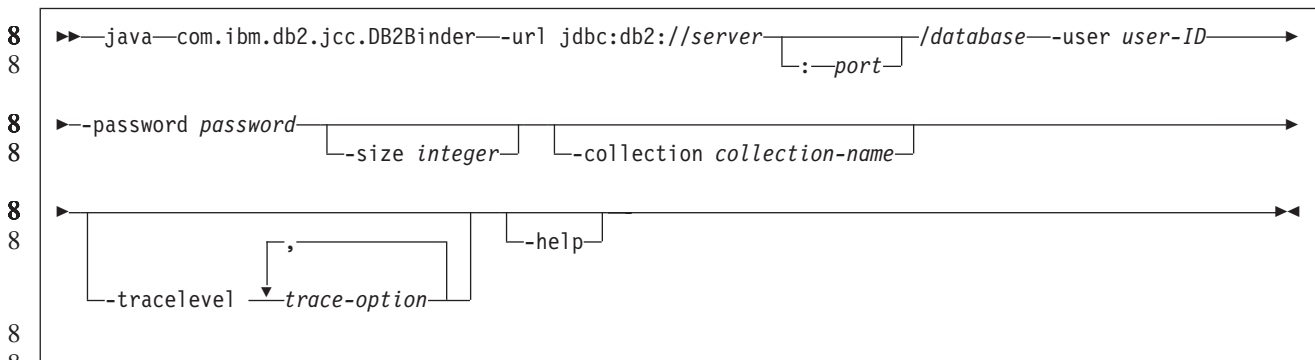 8 java com.ibm.db2.jcc.DB2Binder -url jdbc:db2://server /database -user user-ID
8 : port
8 -password password
8 -size integer -collection collection-name
8
8 , -help
-tracelevel trace-option
8
8